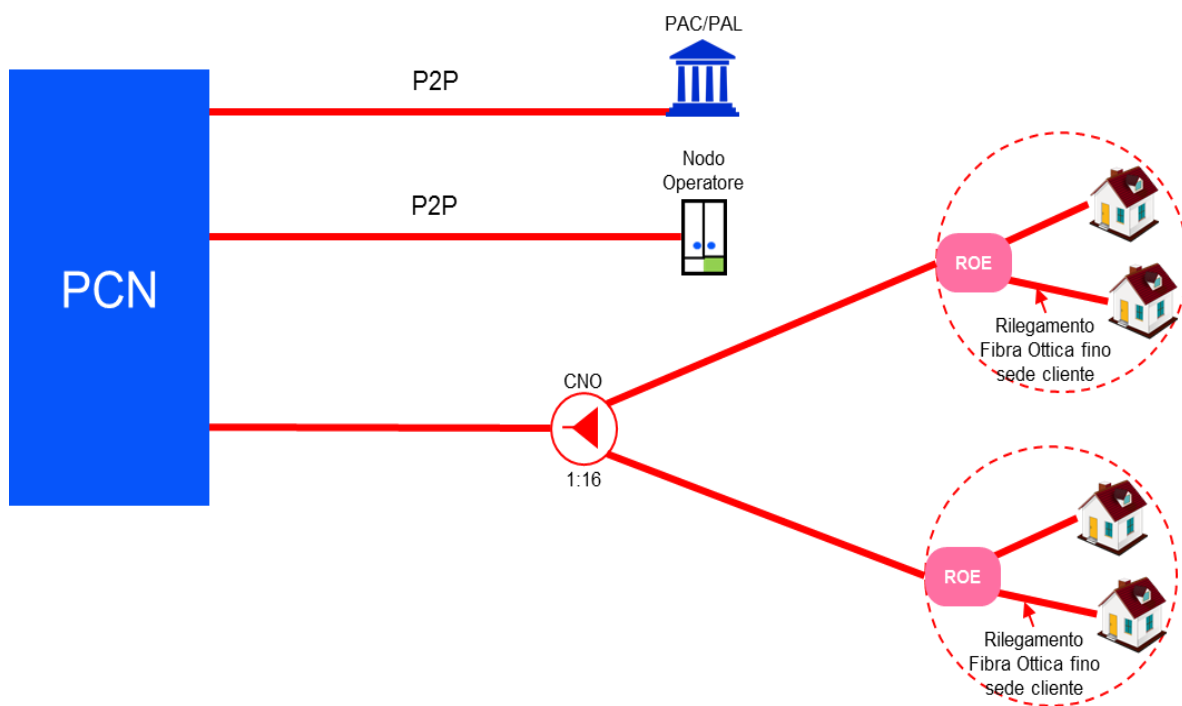 PAC/PAL
P2P
Nodo
Operatore
P2P
PCN
ROE
Rilegamento
Fibra Ottica fino
sede cliente
CNO
1:16
ROE
Rilegamento
Fibra Ottica fino
sede cliente